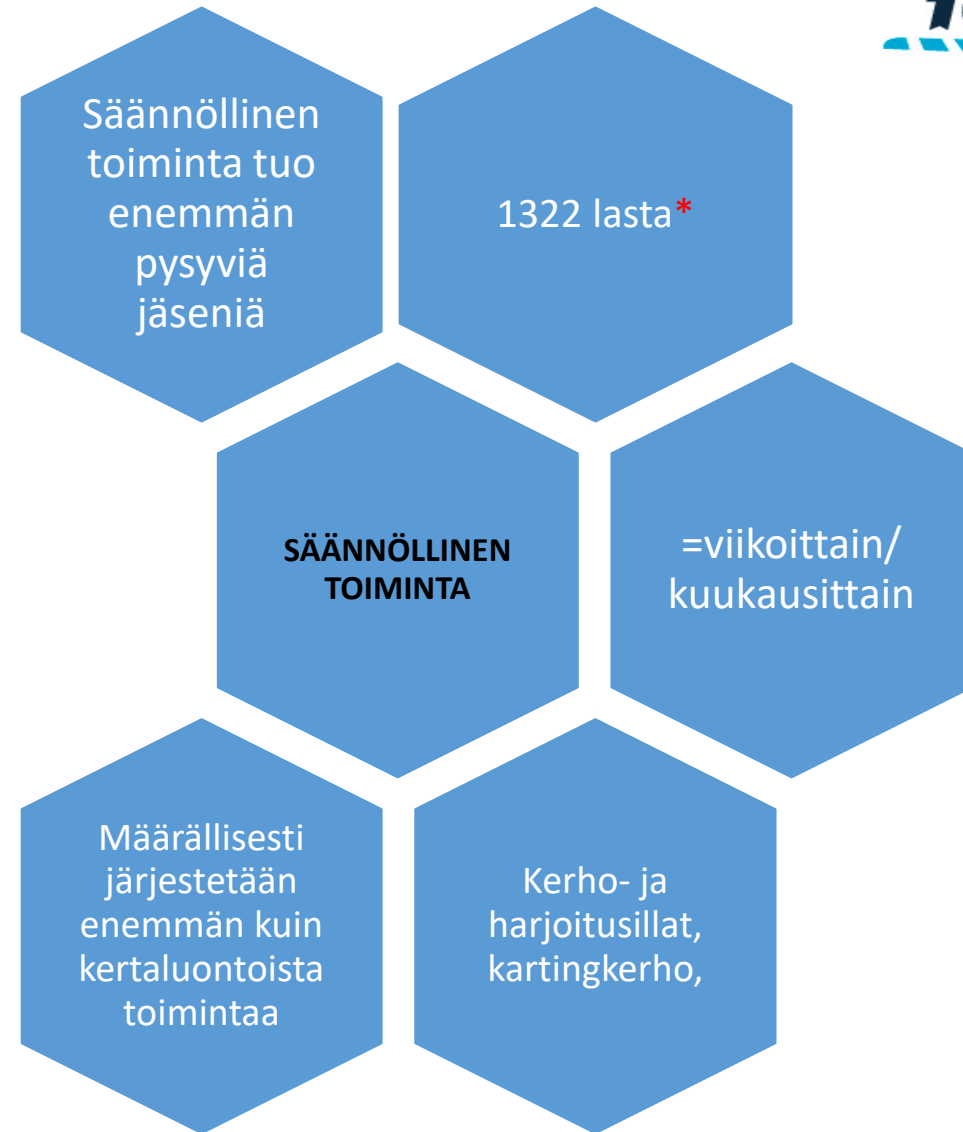 Säännöllinen
toiminta tuo
enemmän
pysyviä
jäseniä
1322 lasta*
SÄÄNNÖLLINEN
TOIMINTA
=viikoittain/
kuukausittain
Määrällisesti
järjestetään
enemmän kuin
kertaluontoista
toimintaa
Kerho- ja
harjoitusillat,
kartingkerho,